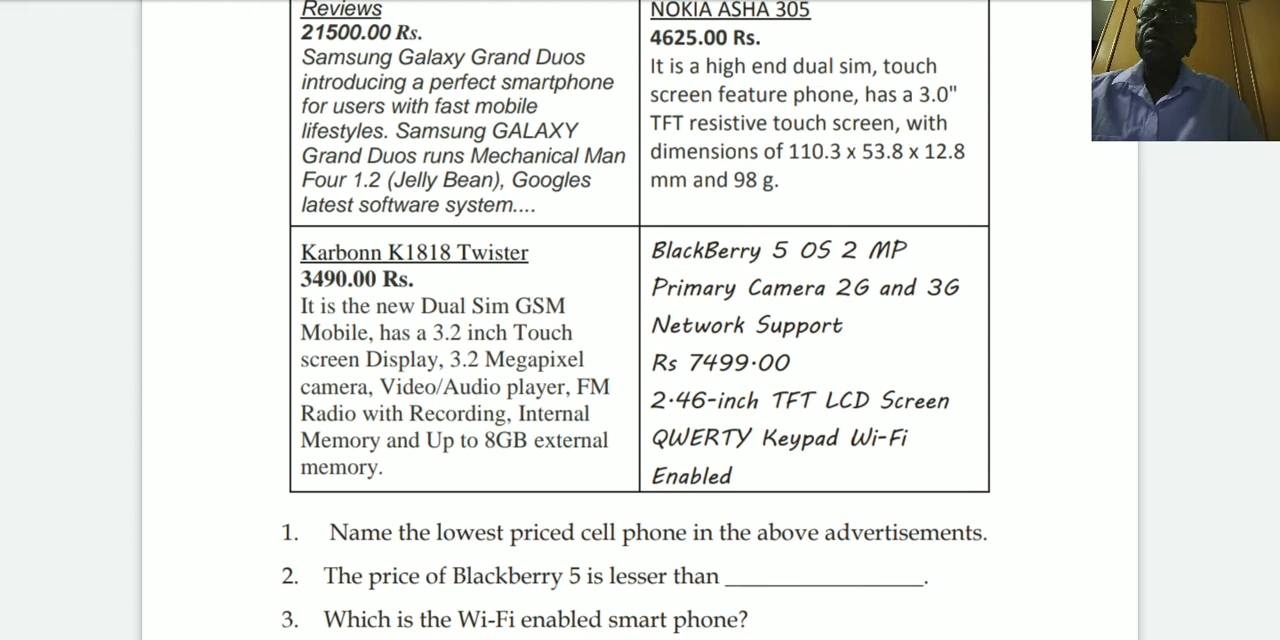 Reviews
21500.00 Rs.
Samsung Galaxy Grand Duos
introducing a perfect smartphone
for users with fast mobile
lifestyles. Samsung GALAXY
Grand Duos runs Mechanical Man
Four 1.2 (Jelly Bean), Googles
latest software system....
NOKIA ASHA 305
4625.00 Rs.
It is a high end dual sim, touch
screen feature phone, has a 3.0"
TFT resistive touch screen, with
dimensions of 110.3 x 53.8 x 12.8
mm and 98 g.
Karbonn K1818 Twister
3490.00 Rs.
It is the new Dual Sim GSM
Mobile, has a 3.2 inch Touch
screen Display, 3.2 Megapixel
camera, Video/Audio player, FM
Radio with Recording, Internal
Memory and Up to 8GB external
memory.
BlackBerry 5 OS 2 MP
Primary Camera 2G and 3G
Network Support
Rs 7499.00
2.46-inch TFT LCD Screen
QWERTY Keypad Wi-Fi
Enabled
1. Name the lowest priced cell phone in the above advertisements.
2. The price of Blackberry 5 is lesser than ________________.
3. Which is the Wi-Fi enabled smart phone?